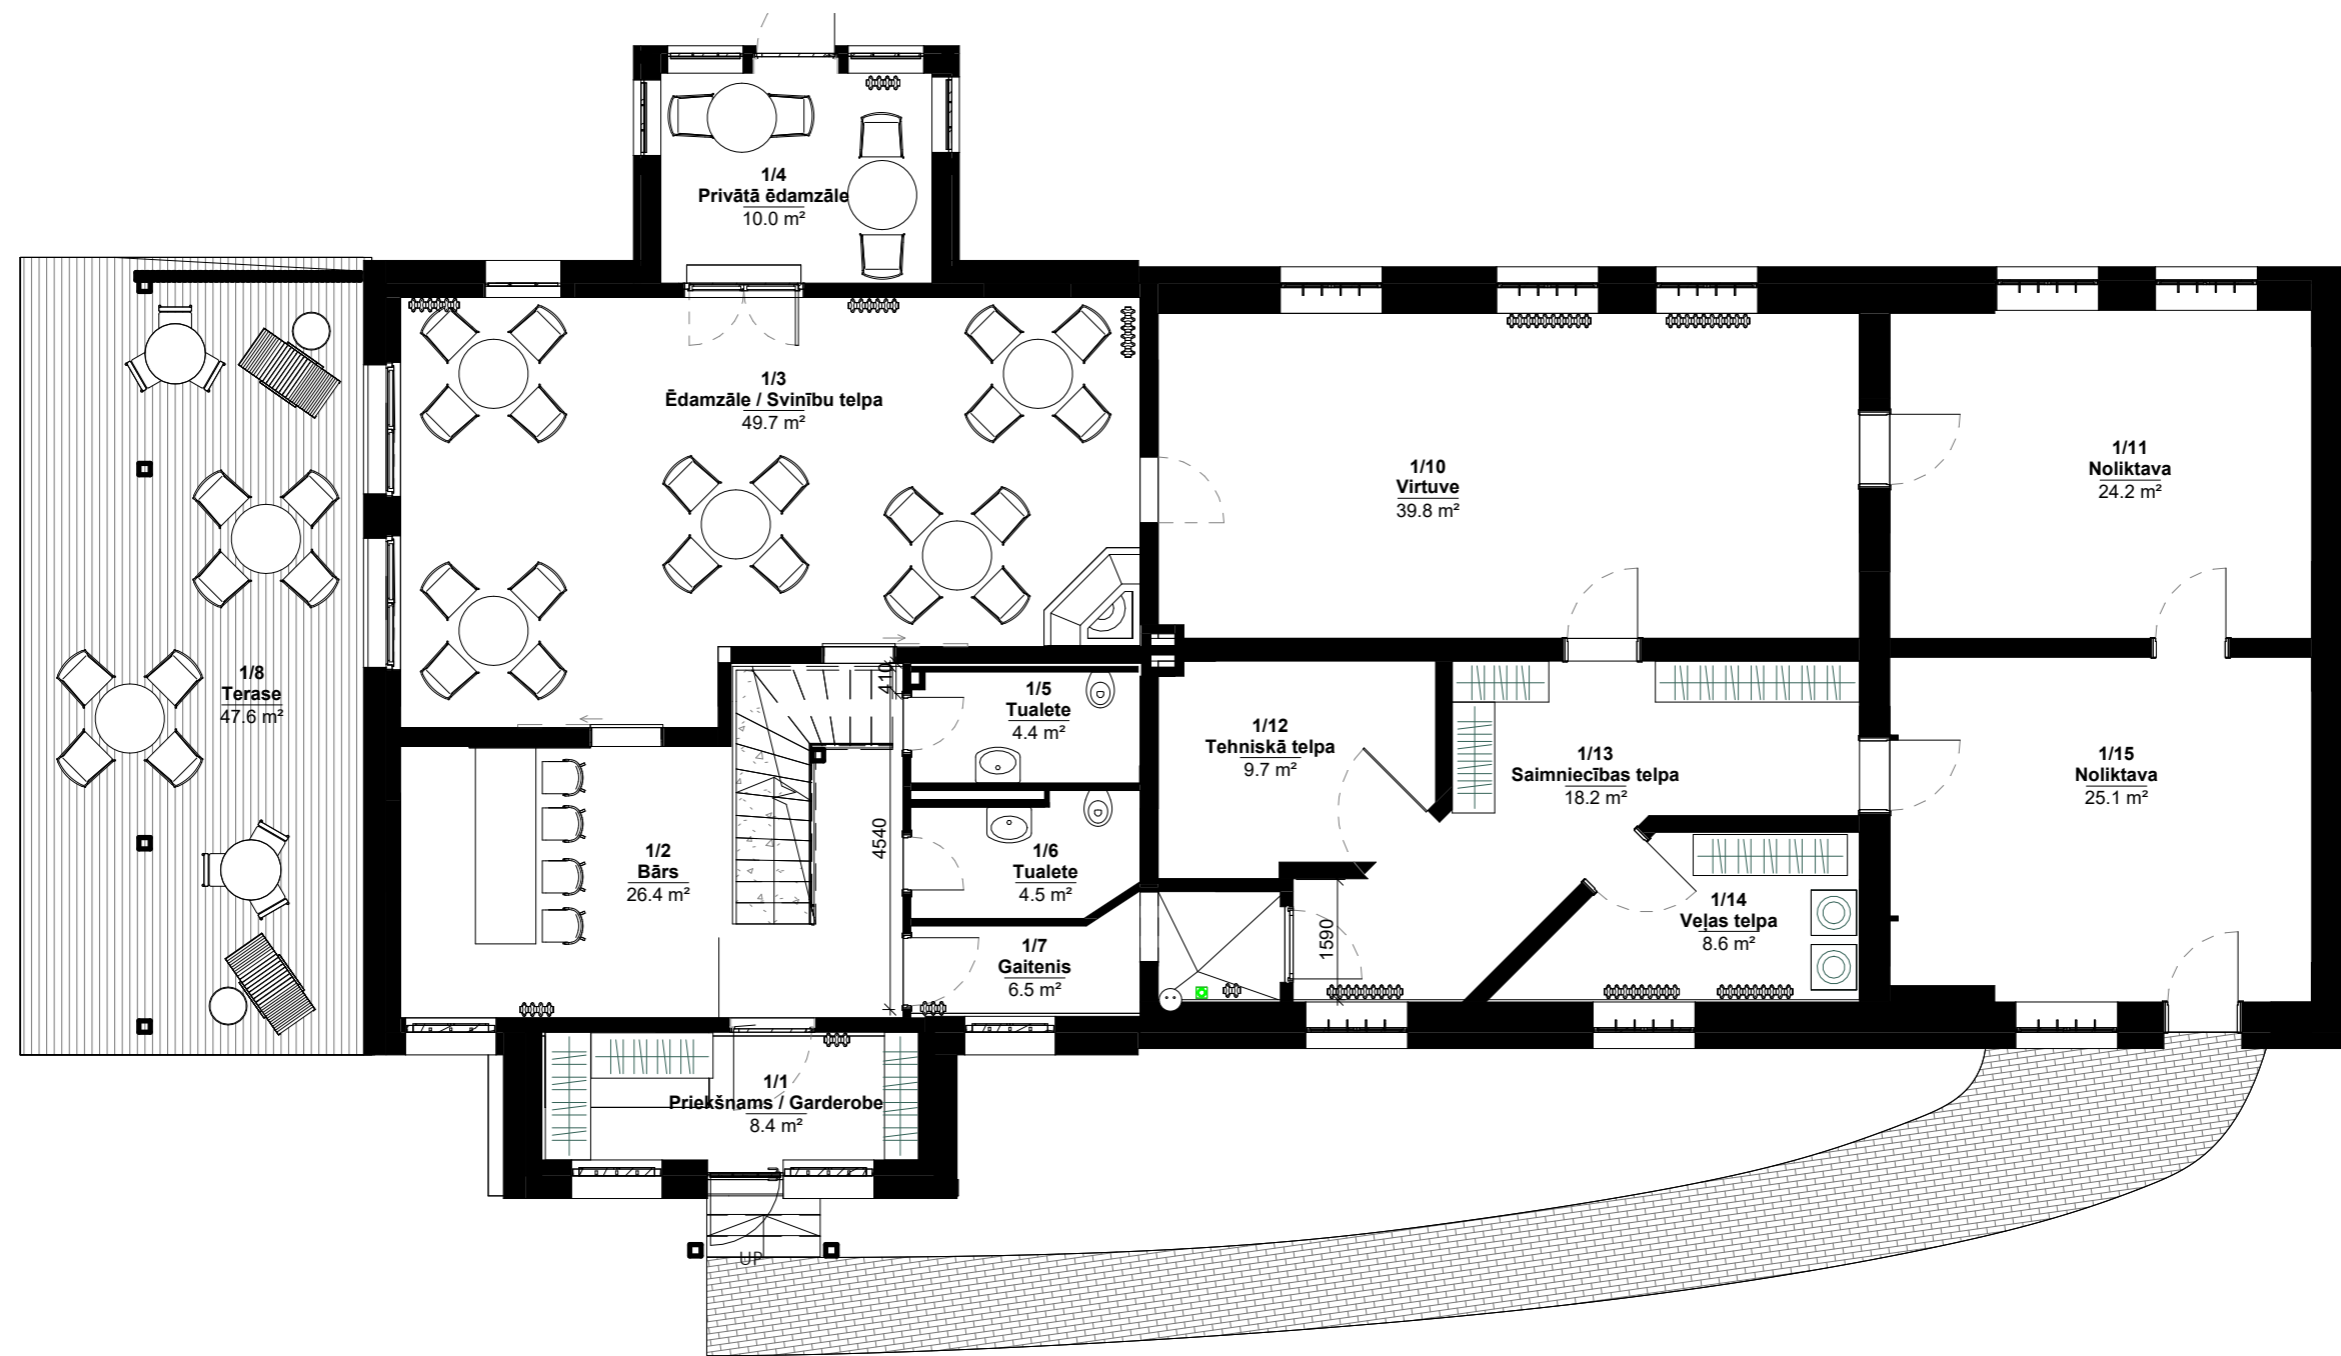 1/4
Privātā ēdamzāle
10.0 m²
1/3
Ēdamzāle / Svinību telpa
49.7 m²
1/10
Virtuve
39.8 m²
1/11
Noliktava
24.2 m²
1/8
Terase
47.6 m²
410
1/5
Tualete
4.4 m²
1/12
Tehniskā telpa
9.7 m²
1/13
Saimniecības telpa
18.2 m²
1/15
Noliktava
25.1 m²
1/2
Bārs
26.4 m²
4540
1/6
Tualete
4.5 m²
1/14
Veļas telpa
8.6 m²
1/7
Gaitenis
6.5 m²
1590
1/1
Priekšnams / Garderobe
8.4 m²
UP